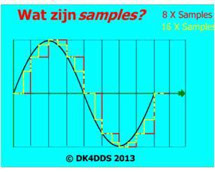 Wat zijn samples?
8 X Samples
16 X Samples
© DK4DDS 2013